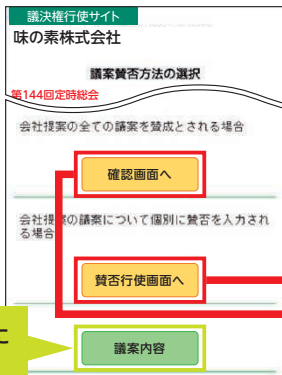 議決権行使サイト
味の素株式会社
議案賛否方法の選択
第144回定時総会
会社提案の全ての議案を賛成とされる場合
確認画面へ
会社提案の議案について個別に賛否を入力され
る場合
賛否行使画面へ
に
議案内容